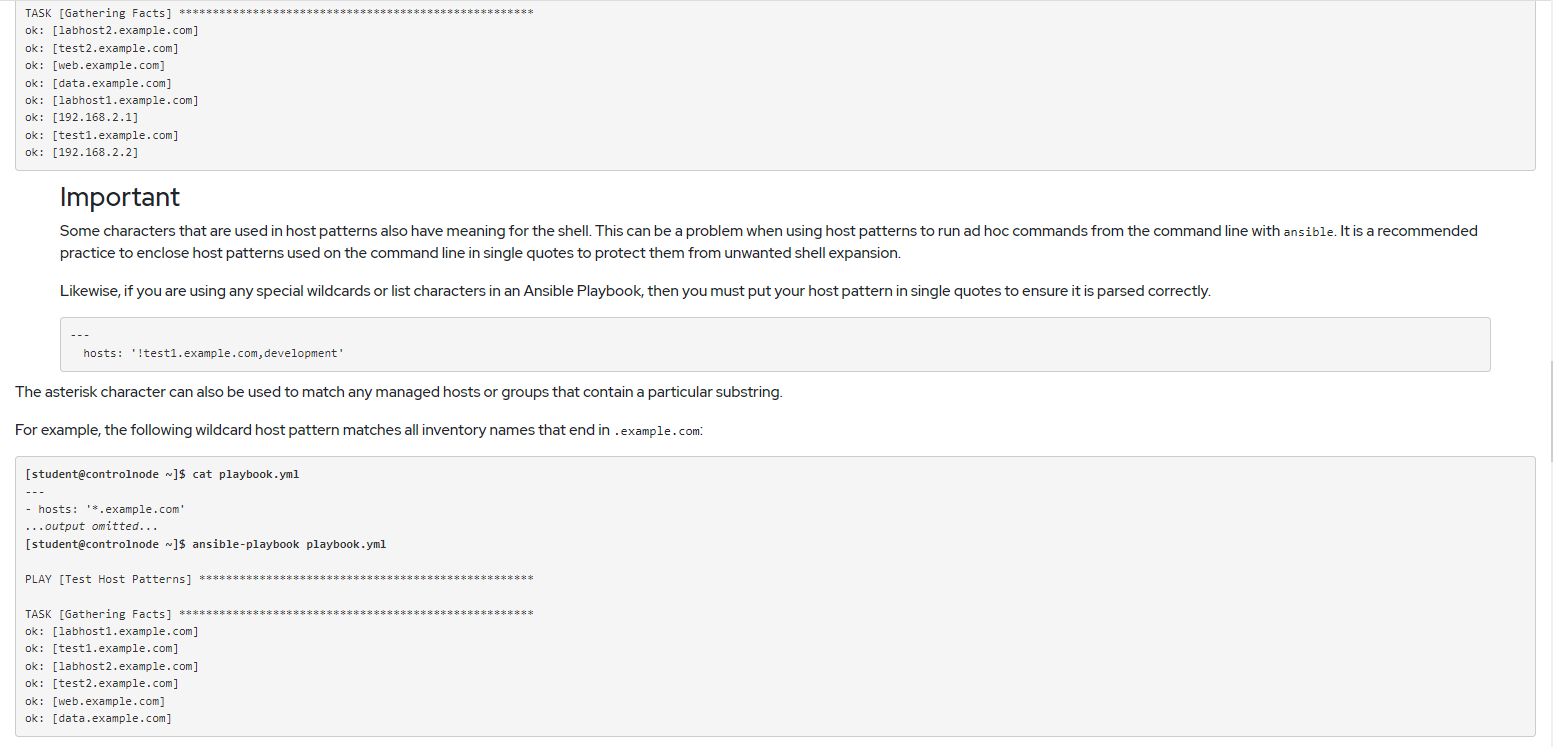 TASK [Gathering Facts] *****************************************************
ok: [labhost2.example.com]
ok: [test2.example.com]
ok: [web.example.com]
ok: [data.example.com]
ok: [labhost1.example.com]
ok: [192.168.2.1]
ok: [test1.example.com]
ok: [192.168.2.2]
Important
Some characters that are used in host patterns also have meaning for the shell. This can be a problem when using host patterns to run ad hoc commands from the command line with ansible. It is a recommended
practice to enclose host patterns used on the command line in single quotes to protect them from unwanted shell expansion.
Likewise, if you are using any special wildcards or list characters in an Ansible Playbook, then you must put your host pattern in single quotes to ensure it is parsed correctly.
---
  hosts: '!test1.example.com,development'
The asterisk character can also be used to match any managed hosts or groups that contain a particular substring.
For example, the following wildcard host pattern matches all inventory names that end in .example.com:
[student@controlnode ~]$ cat playbook.yml
---
- hosts: '*.example.com'
...output omitted...
[student@controlnode ~]$ ansible-playbook playbook.yml
PLAY [Test Host Patterns] **************************************************
TASK [Gathering Facts] *****************************************************
ok: [labhost1.example.com]
ok: [test1.example.com]
ok: [labhost2.example.com]
ok: [test2.example.com]
ok: [web.example.com]
ok: [data.example.com]